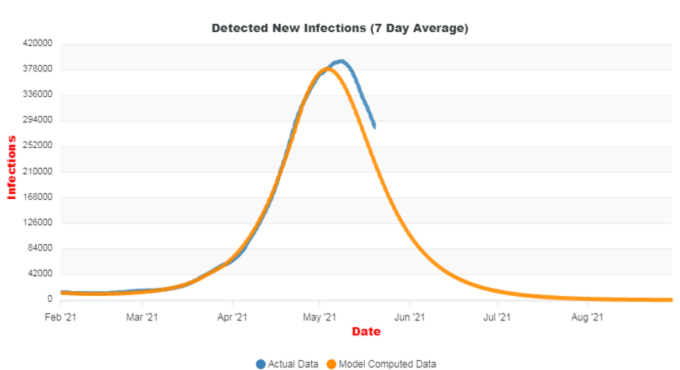 Detected New Infections (7 Day Average)
420000
378000
336000
294000
252000
210000
168000
126000
84000
42000
0
Infections
Feb '21 Mar '21 Apr '21 May '21 Jun '21 Jul '21 Aug '21
Date
Actual Data Model Computed Data